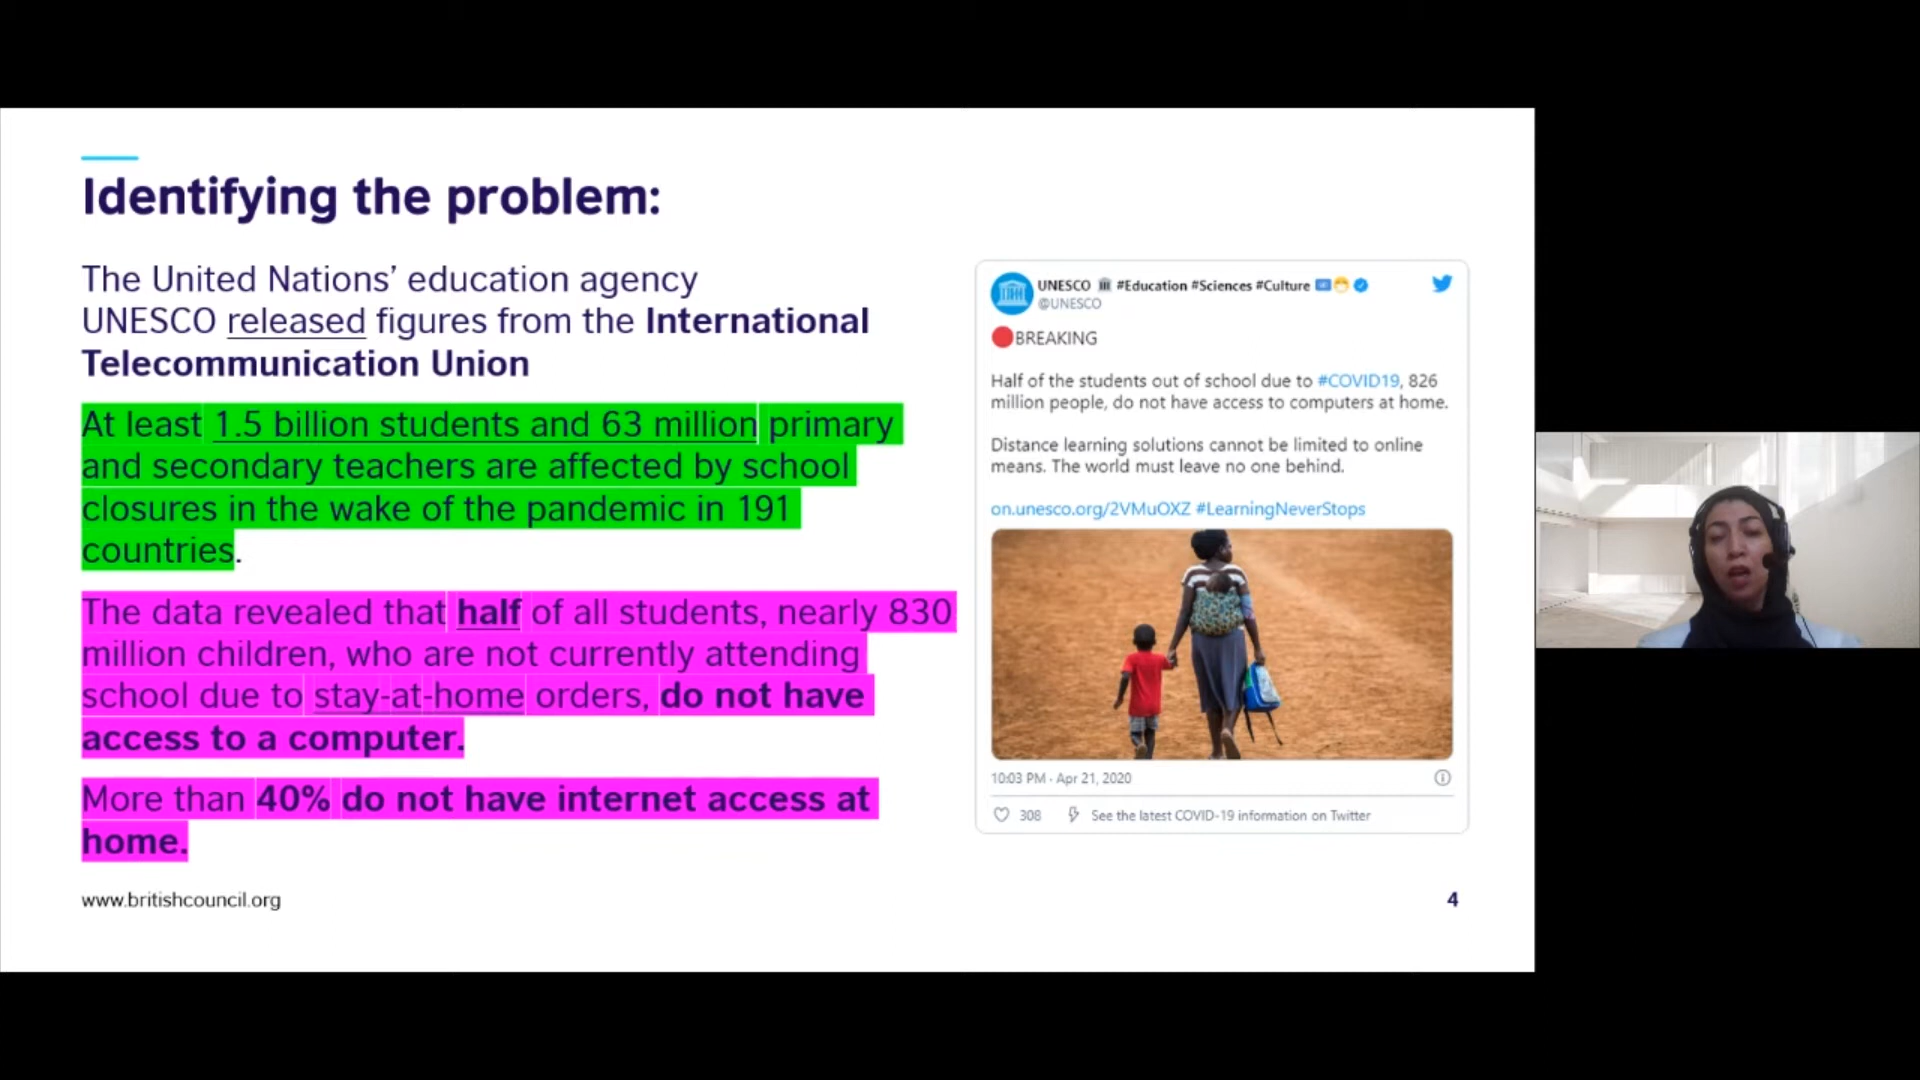 Identifying the problem:
The United Nations’ education agency
UNESCO released figures from the International
Telecommunication Union
At least 1.5 billion students and 63 million primary
and secondary teachers are affected by school
closures in the wake of the pandemic in 191
countries.
The data revealed that half of all students, nearly 830
million children, who are not currently attending
school due to stay-at-home orders, do not have
access to a computer.
More than 40% do not have internet access at
home.
www.britishcouncil.org
UNESCO 🏛 #Education #Sciences #Culture
@UNESCO
BREAKING
Half of the students out of school due to #COVID19, 826
million people, do not have access to computers at home.
Distance learning solutions cannot be limited to online
means. The world must leave no one behind.
on.unesco.org/2VMuOXZ #LearningNeverStops
10:03 PM · Apr 21, 2020
308 See the latest COVID-19 information on Twitter
4